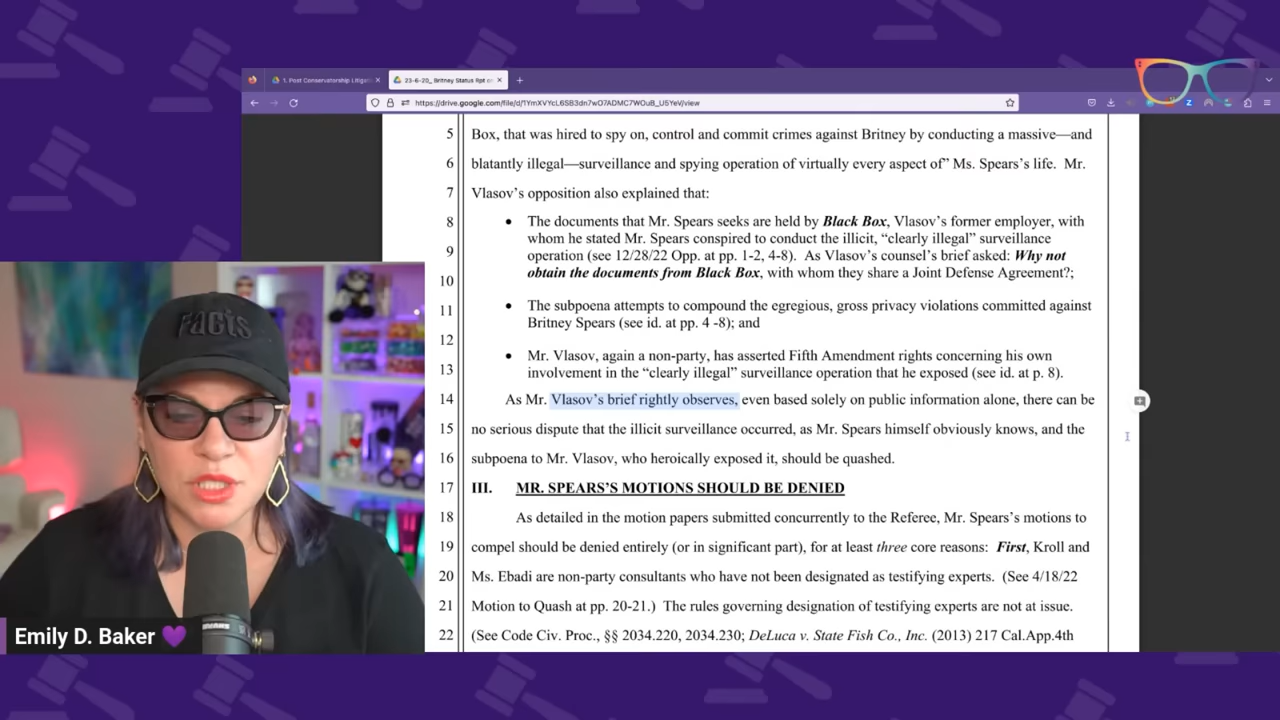 1. Post Conservatorship Litigat
23-6-20_ Britney Status Rpt o
https://drive.google.com/file/d/1YmXVYcL6SB3dn7wO7ADMC7WOuB_U5YeV/view
5 Box, that was hired to spy on, control and commit crimes against Britney by conducting a massive—and
6 blatantly illegal—surveillance and spying operation of virtually every aspect of” Ms. Spears’s life. Mr.
7 Vlasov’s opposition also explained that:
8 • The documents that Mr. Spears seeks are held by Black Box, Vlasov’s former employer, with
whom he stated Mr. Spears conspired to conduct the illicit, “clearly illegal” surveillance
9 operation (see 12/28/22 Opp. at pp. 1-2, 4-8). As Vlasov’s counsel’s brief asked: Why not
10 obtain the documents from Black Box, with whom they share a Joint Defense Agreement?;
11 • The subpoena attempts to compound the egregious, gross privacy violations committed against
12 Britney Spears (see id. at pp. 4 -8); and
• Mr. Vlasov, again a non-party, has asserted Fifth Amendment rights concerning his own
13 involvement in the “clearly illegal” surveillance operation that he exposed (see id. at p. 8).
14 As Mr. Vlasov’s brief rightly observes, even based solely on public information alone, there can be
15 no serious dispute that the illicit surveillance occurred, as Mr. Spears himself obviously knows, and the
16 subpoena to Mr. Vlasov, who heroically exposed it, should be quashed.
17 III. MR. SPEARS’S MOTIONS SHOULD BE DENIED
18 As detailed in the motion papers submitted concurrently to the Referee, Mr. Spears’s motions to
19 compel should be denied entirely (or in significant part), for at least three core reasons: First, Kroll and
20 Ms. Ebadi are non-party consultants who have not been designated as testifying experts. (See 4/18/22
21 Motion to Quash at pp. 20-21.) The rules governing designation of testifying experts are not at issue.
22 (See Code Civ. Proc., §§ 2034.220, 2034.230; DeLuca v. State Fish Co., Inc. (2013) 217 Cal.App.4th
Facts
Emily D. Baker 💜